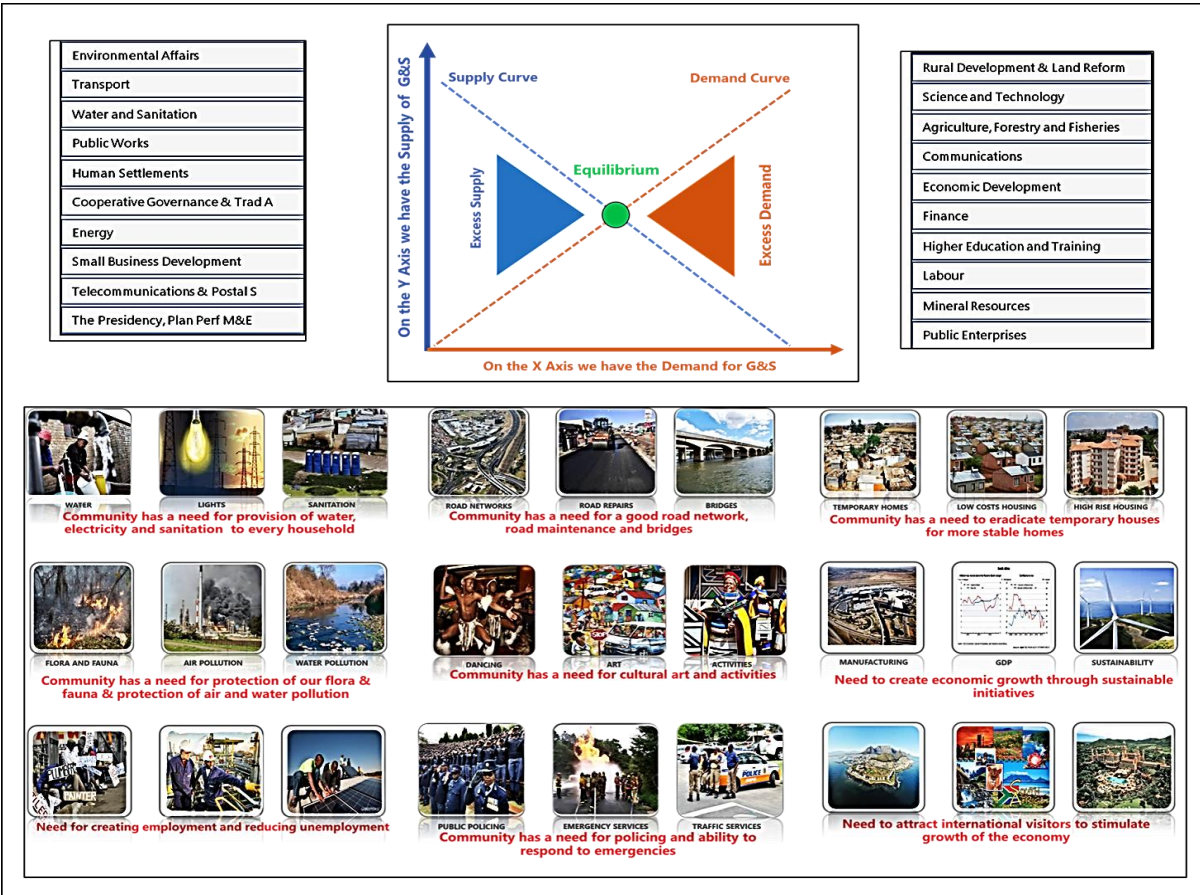 Environmental Affairs
Transport
Water and Sanitation
Public Works
Human Settlements
Cooperative Governance & Trad A
Energy
Small Business Development
Telecommunications & Postal S
The Presidency, Plan Perf M&E
On the Y Axis we have the Supply of G&S
Supply Curve
Demand Curve
Equilibrium
Excess Supply
Excess Demand
On the X Axis we have the Demand for G&S
Rural Development & Land Reform
Science and Technology
Agriculture, Forestry and Fisheries
Communications
Economic Development
Finance
Higher Education and Training
Labour
Mineral Resources
Public Enterprises
WATER
LIGHTS
SANITATION
Community has a need for provision of water,
electricity and sanitation to every household
ROAD NETWORKS
ROAD REPAIRS
BRIDGES
Community has a need for a good road network,
road maintenance and bridges
TEMPORARY HOMES
LOW COSTS HOUSING
HIGH RISE HOUSING
Community has a need to eradicate temporary houses
for more stable homes
FLORA AND FAUNA
AIR POLLUTION
WATER POLLUTION
Community has a need for protection of our flora &
fauna & protection of air and water pollution
STOP
DANCING
ART
ACTIVITIES
Community has a need for cultural art and activities
MANUFACTURING
GDP
SUSTAINABILITY
Need to create economic growth through sustainable
initiatives
PLUMBER
PAINTER
TILES
Need for creating employment and reducing unemployment
POLICE
PUBLIC POLICING
EMERGENCY SERVICES
TRAFFIC SERVICES
Community has a need for policing and ability to
respond to emergencies
Need to attract international visitors to stimulate
growth of the economy